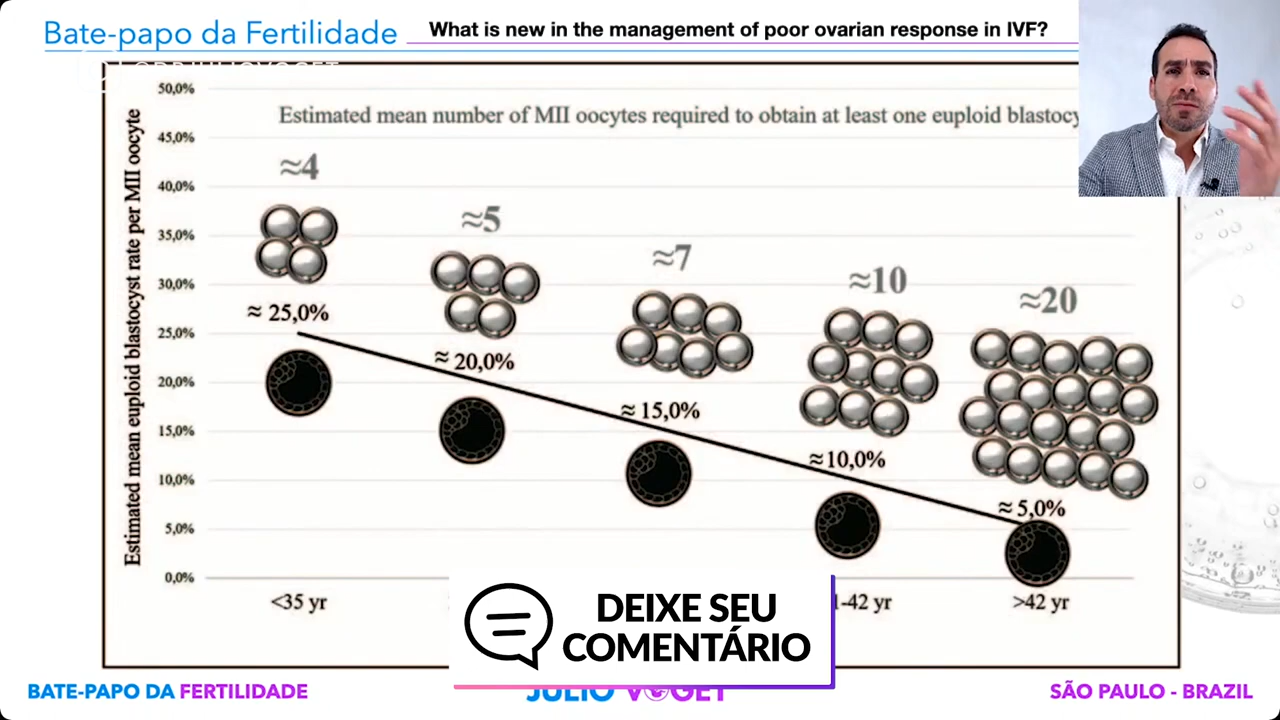 Bate-papo da Fertilidade
What is new in the management of poor ovarian response in IVF?
50,0%
Estimated mean number of MII oocytes required to obtain at least one euploid
45,0%
40,0%
35,0%
30,0%
25,0%
20,0%
15,0%
10,0%
5,0%
0,0%
Estimated mean euploid blastocyst rate per MII oocyte
≈4
≈5
≈7
≈10
≈20
≈ 25,0%
≈ 20,0%
≈ 15,0%
≈10,0%
≈ 5,0%
<35 yr
-42 yr
>42 yr
DEIXE SEU
COMENTÁRIO
BATE-PAPO DA FERTILIDADE
JULIO VOGET
SÃO PAULO - BRAZIL